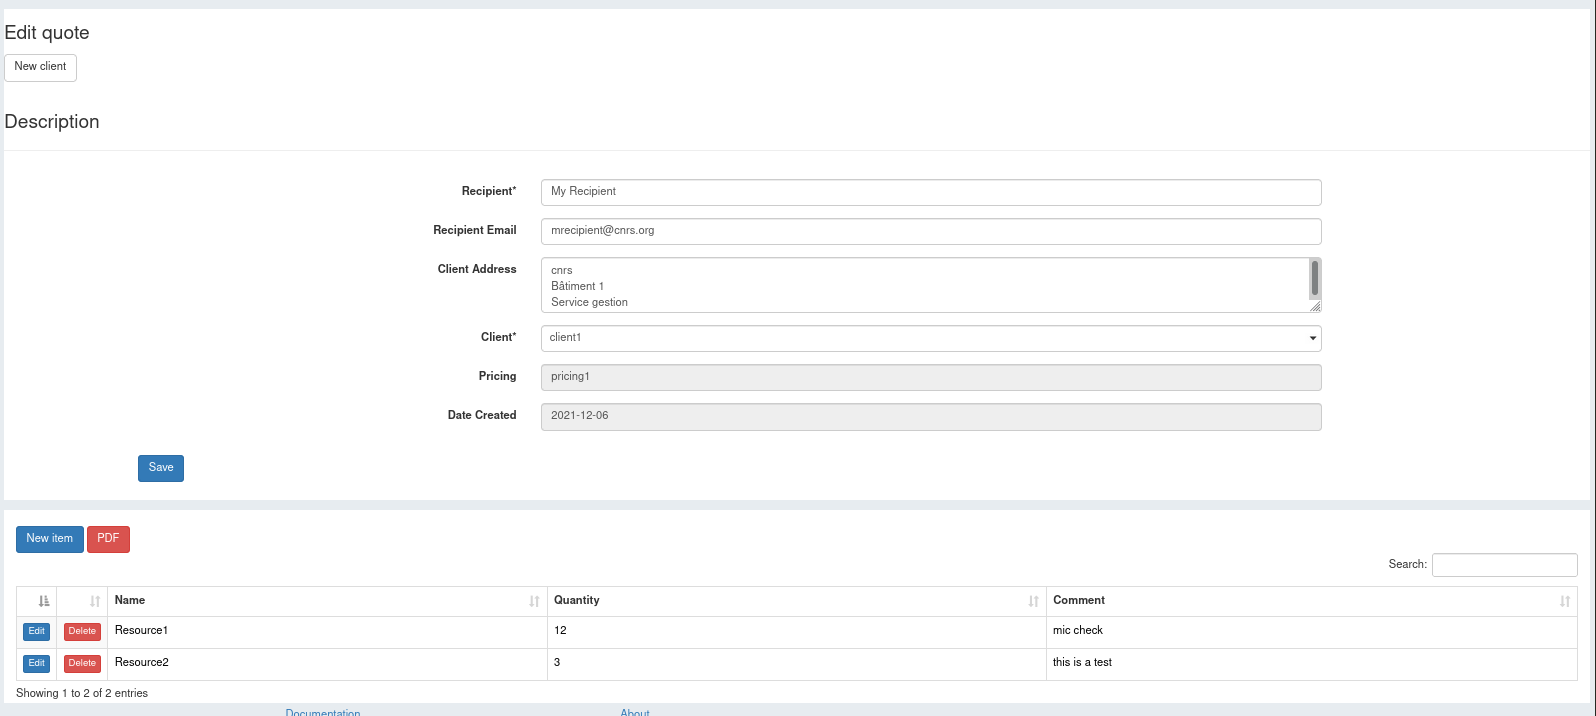 Edit quote
New client
Description
Recipient* My Recipient
Recipient Email mrecipient@cnrs.org
Client Address cnrs
Bâtiment 1
Service gestion
Client* client1
Pricing pricing1
Date Created 2021-12-06
Save
New item PDF
Search:
Name Quantity Comment
Edit Delete Resource1 12 mic check
Edit Delete Resource2 3 this is a test
Showing 1 to 2 of 2 entries
Documentation About